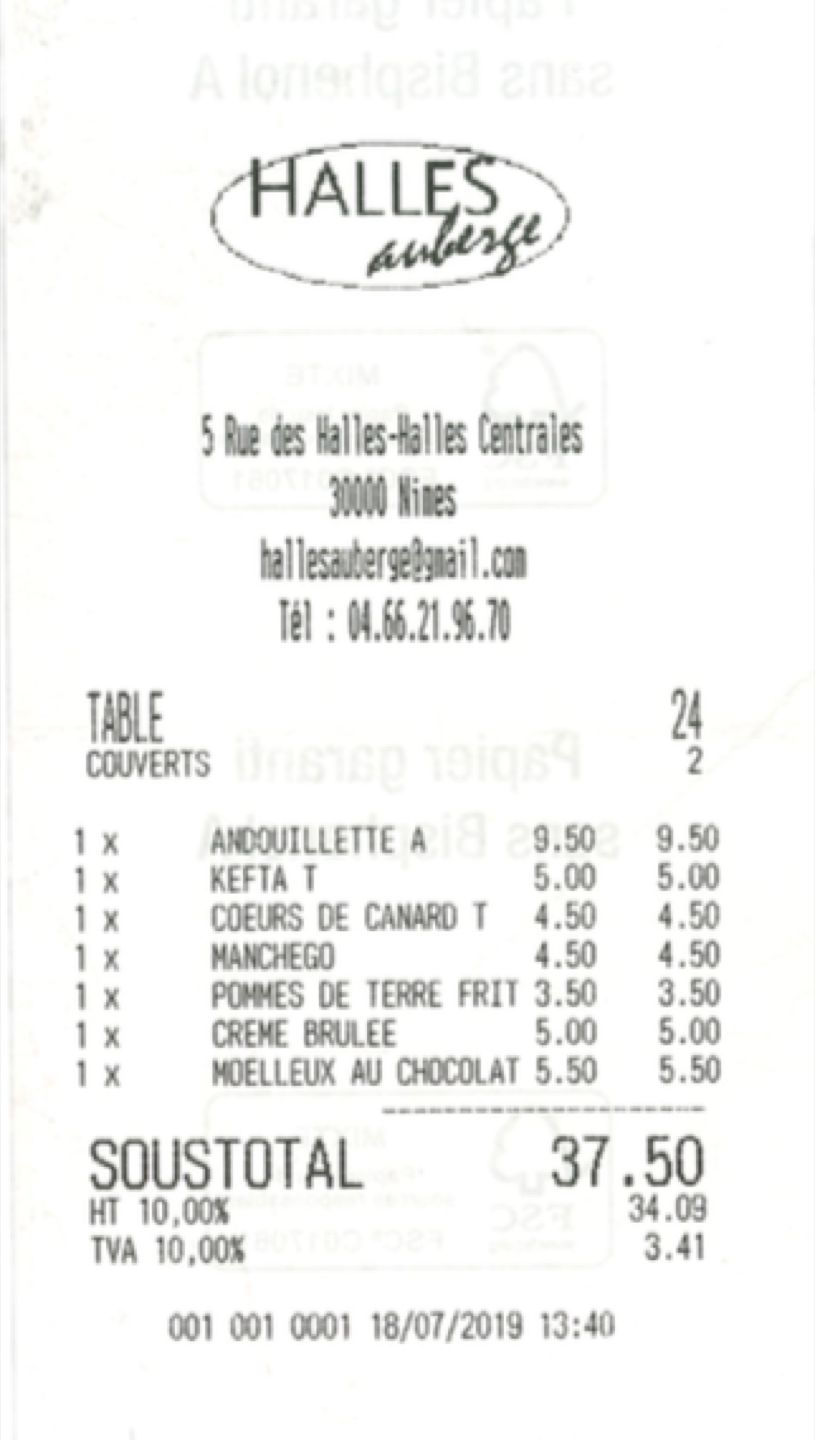 HALLES
auberge
5 Rue des Halles-Halles Centrales
30000 Nimes
hallesauberge@gmail.com
Tél : 04.66.21.96.70
TABLE 24
COUVERTS 2
1 x ANDOUILLETTE A 9.50 9.50
1 x KEFTA T 5.00 5.00
1 x COEURS DE CANARD T 4.50 4.50
1 x MANCHEGO 4.50 4.50
1 x POMMES DE TERRE FRIT 3.50 3.50
1 x CREME BRULEE 5.00 5.00
1 x MOELLEUX AU CHOCOLAT 5.50 5.50
SOUSTOTAL 37.50
HT 10,00% 34.09
TVA 10,00% 3.41
001 001 0001 18/07/2019 13:40